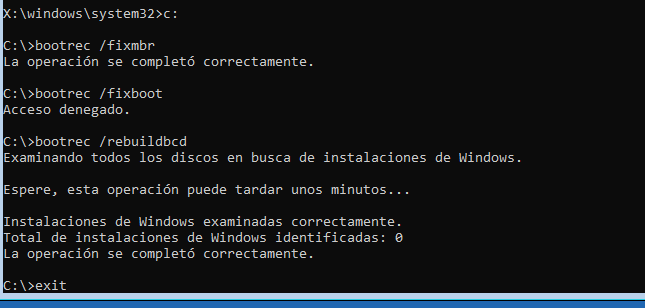 X:\windows\system32>c:
C:\>bootrec /fixmbr
La operación se completó correctamente.
C:\>bootrec /fixboot
Acceso denegado.
C:\>bootrec /rebuildbcd
Examinando todos los discos en busca de instalaciones de Windows.
Espere, esta operación puede tardar unos minutos...
Instalaciones de Windows examinadas correctamente.
Total de instalaciones de Windows identificadas: 0
La operación se completó correctamente.
C:\>exit